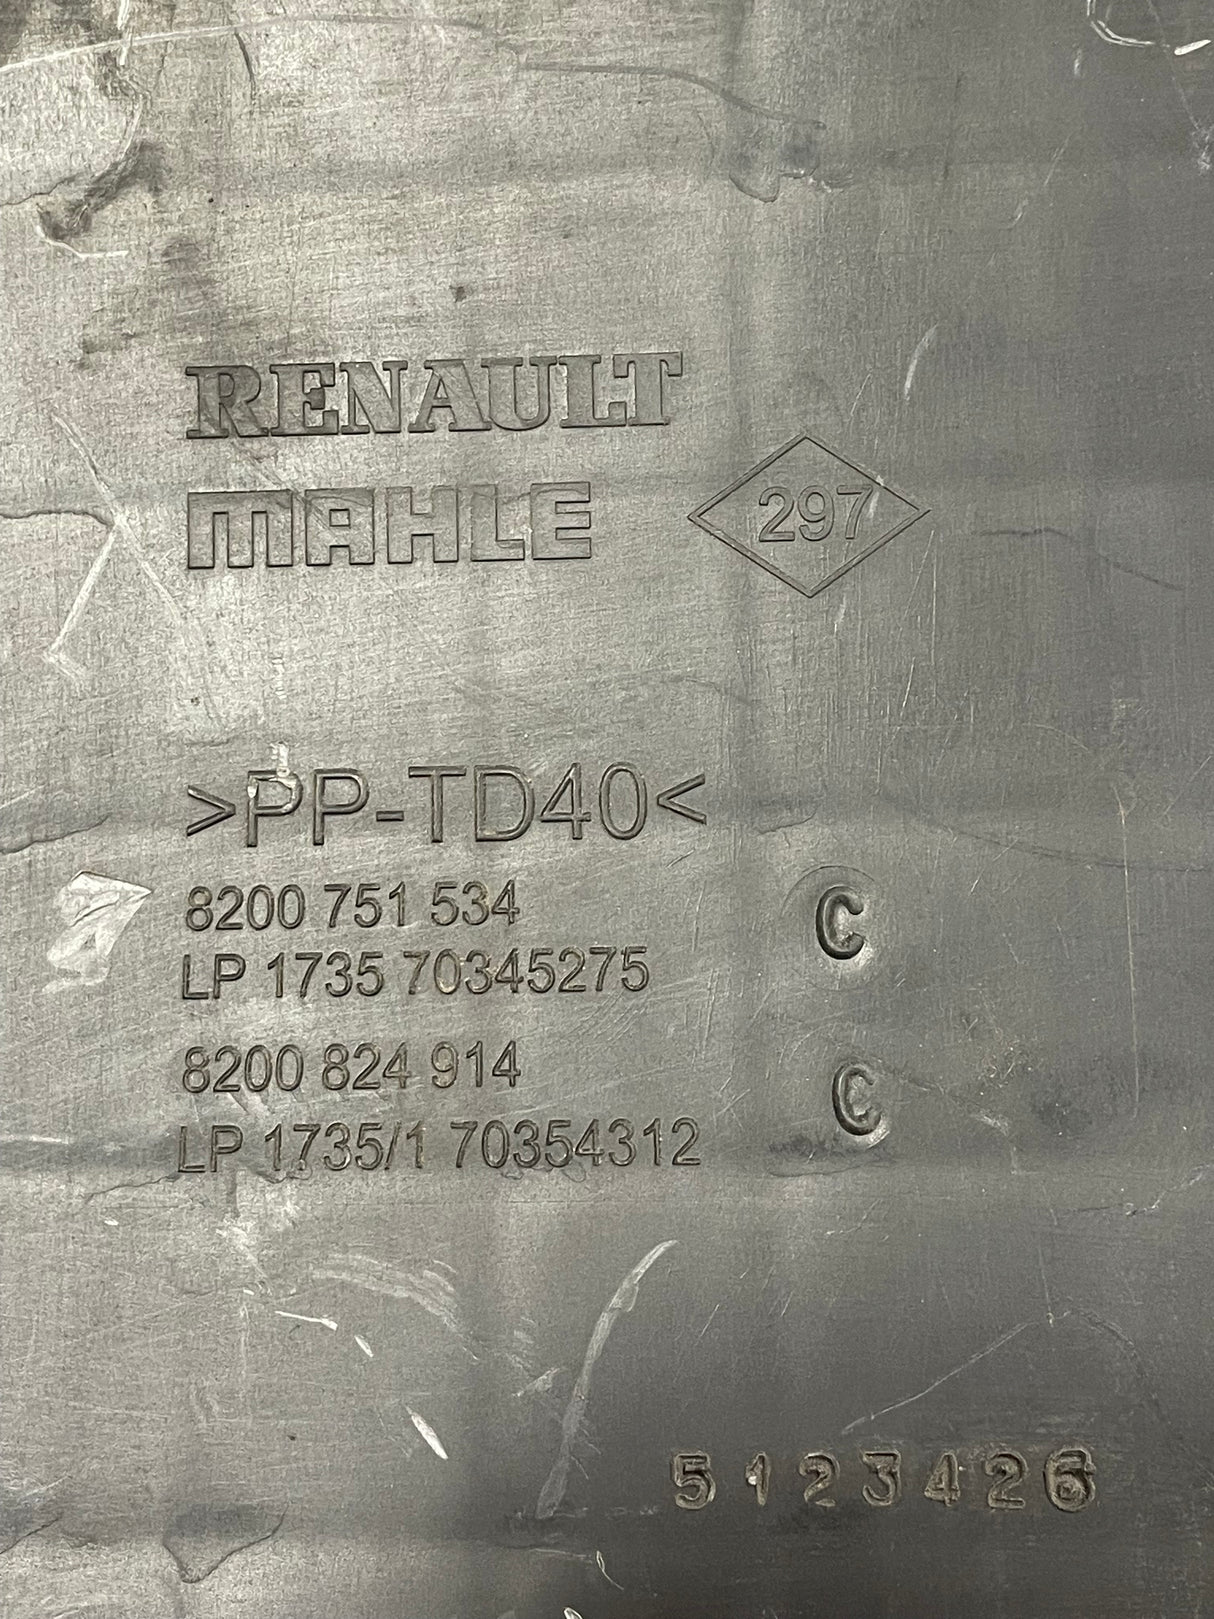 RENAULT
MAHLE
297
>PP-TD40<
8200 751 534
C
LP 1735 70345275
8200 824 914
C
LP 1735/1 70354312
5123426